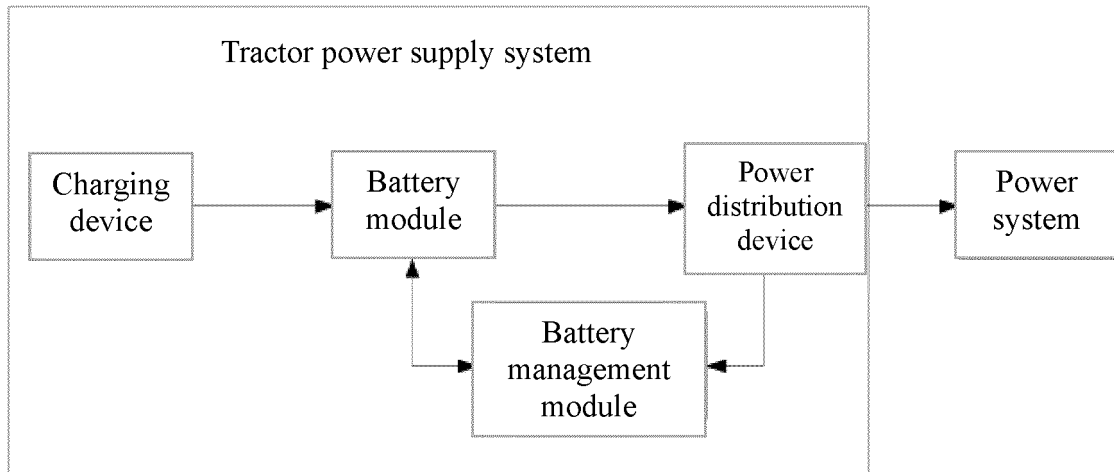 Tractor power supply system
Charging
device
Battery
module
Power
distribution
device
Power
system
Battery
management
module